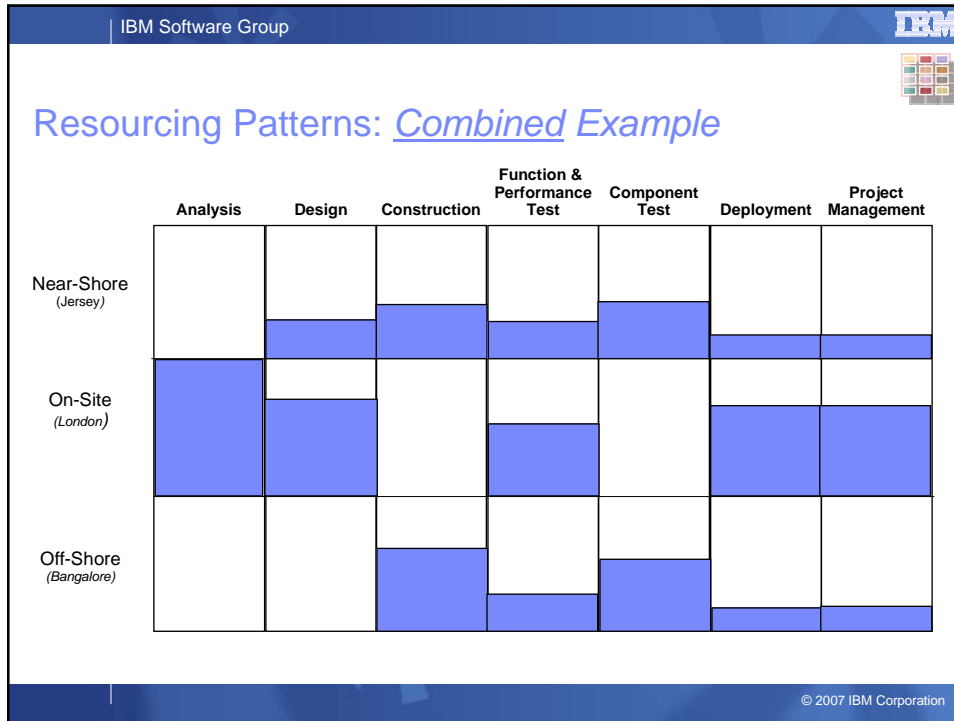 IBM Software Group
IBM
Resourcing Patterns: Combined Example
Analysis
Design
Construction
Function &
Performance
Test
Component
Test
Deployment
Project
Management
Near-Shore
(Jersey)
On-Site
(London)
Off-Shore
(Bangalore)
© 2007 IBM Corporation